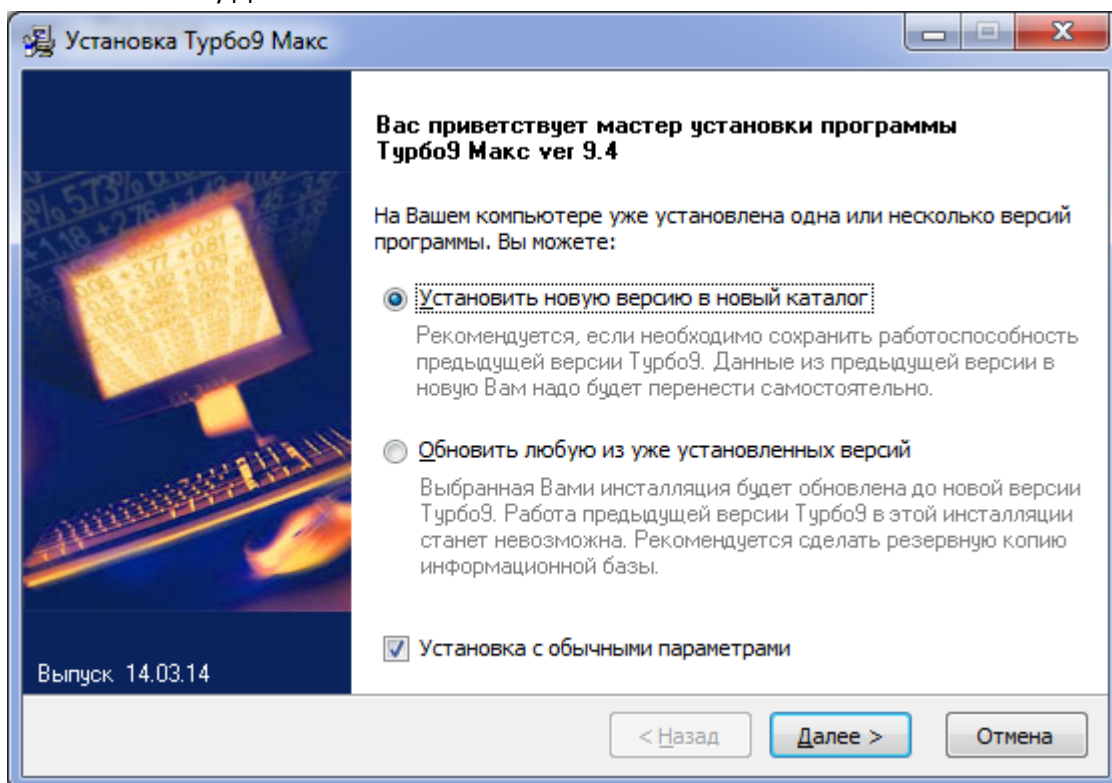 Установка Турбо9 Макс
Вас приветствует мастер установки программы
Турбо9 Макс ver 9.4
На Вашем компьютере уже установлена одна или несколько версий
программы. Вы можете:
Установить новую версию в новый каталог
Рекомендуется, если необходимо сохранить работоспособность
предыдущей версии Турбо9. Данные из предыдущей версии в
новую Вам надо будет перенести самостоятельно.
Обновить любую из уже установленных версий
Выбранная Вами инсталляция будет обновлена до новой версии
Турбо9. Работа предыдущей версии Турбо9 в этой инсталляции
станет невозможна. Рекомендуется сделать резервную копию
информационной базы.
Установка с обычными параметрами
Выпуск 14.03.14
< Назад Далее > Отмена